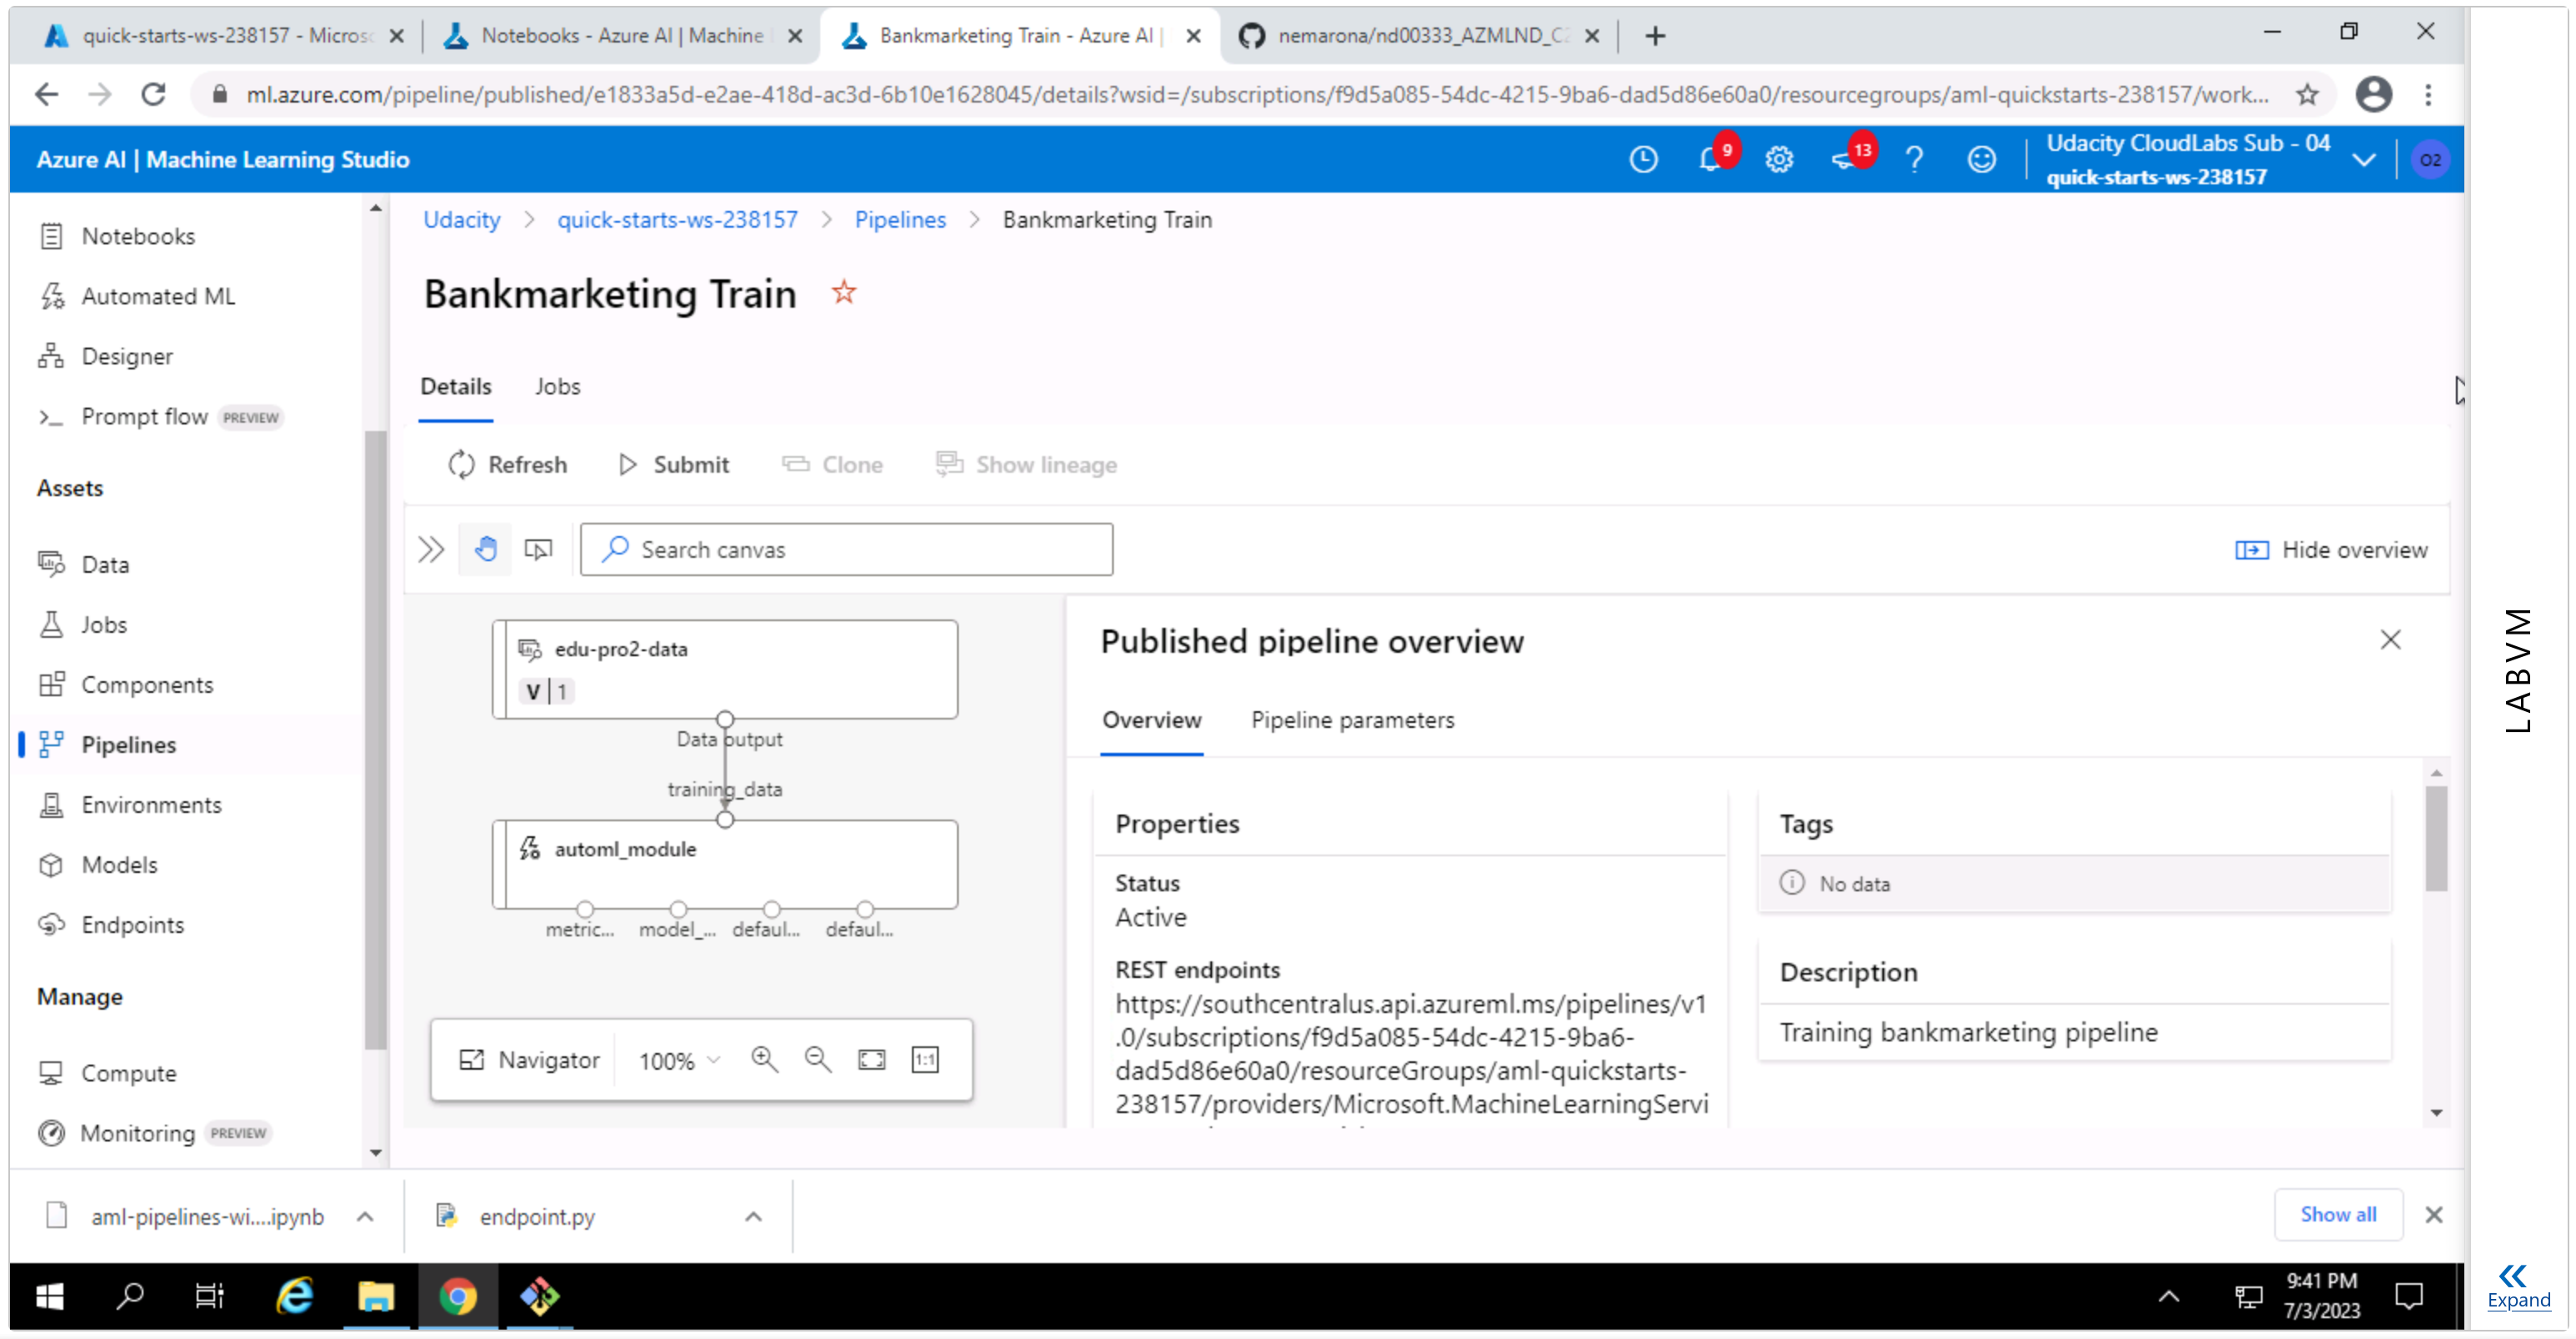 quick-starts-ws-238157 - Micros
Notebooks - Azure AI | Machine
Bankmarketing Train - Azure AI |
nemarona/nd00333_AZMLND_C2
ml.azure.com/pipeline/published/e1833a5d-e2ae-418d-ac3d-6b10e1628045/details?wsid=/subscriptions/f9d5a085-54dc-4215-9ba6-dad5d86e60a0/resourcegroups/aml-quickstarts-238157/work...
Azure AI | Machine Learning Studio
9
13
Udacity CloudLabs Sub - 04
quick-starts-ws-238157
O2
Notebooks
Automated ML
Designer
Prompt flow PREVIEW
Assets
Data
Jobs
Components
Pipelines
Environments
Models
Endpoints
Manage
Compute
Monitoring PREVIEW
Udacity > quick-starts-ws-238157 > Pipelines > Bankmarketing Train
Bankmarketing Train
Details Jobs
Refresh Submit Clone Show lineage
Search canvas
Hide overview
edu-pro2-data
V | 1
Data output
training_data
automl_module
metric... model_... defaul... defaul...
Navigator 100% 1:1
Published pipeline overview
Overview Pipeline parameters
Properties
Status
Active
REST endpoints
https://southcentralus.api.azureml.ms/pipelines/v1
.0/subscriptions/f9d5a085-54dc-4215-9ba6-
dad5d86e60a0/resourceGroups/aml-quickstarts-
238157/providers/Microsoft.MachineLearningServi
Tags
No data
Description
Training bankmarketing pipeline
aml-pipelines-wi....ipynb
endpoint.py
Show all
9:41 PM
7/3/2023
LABVM
Expand